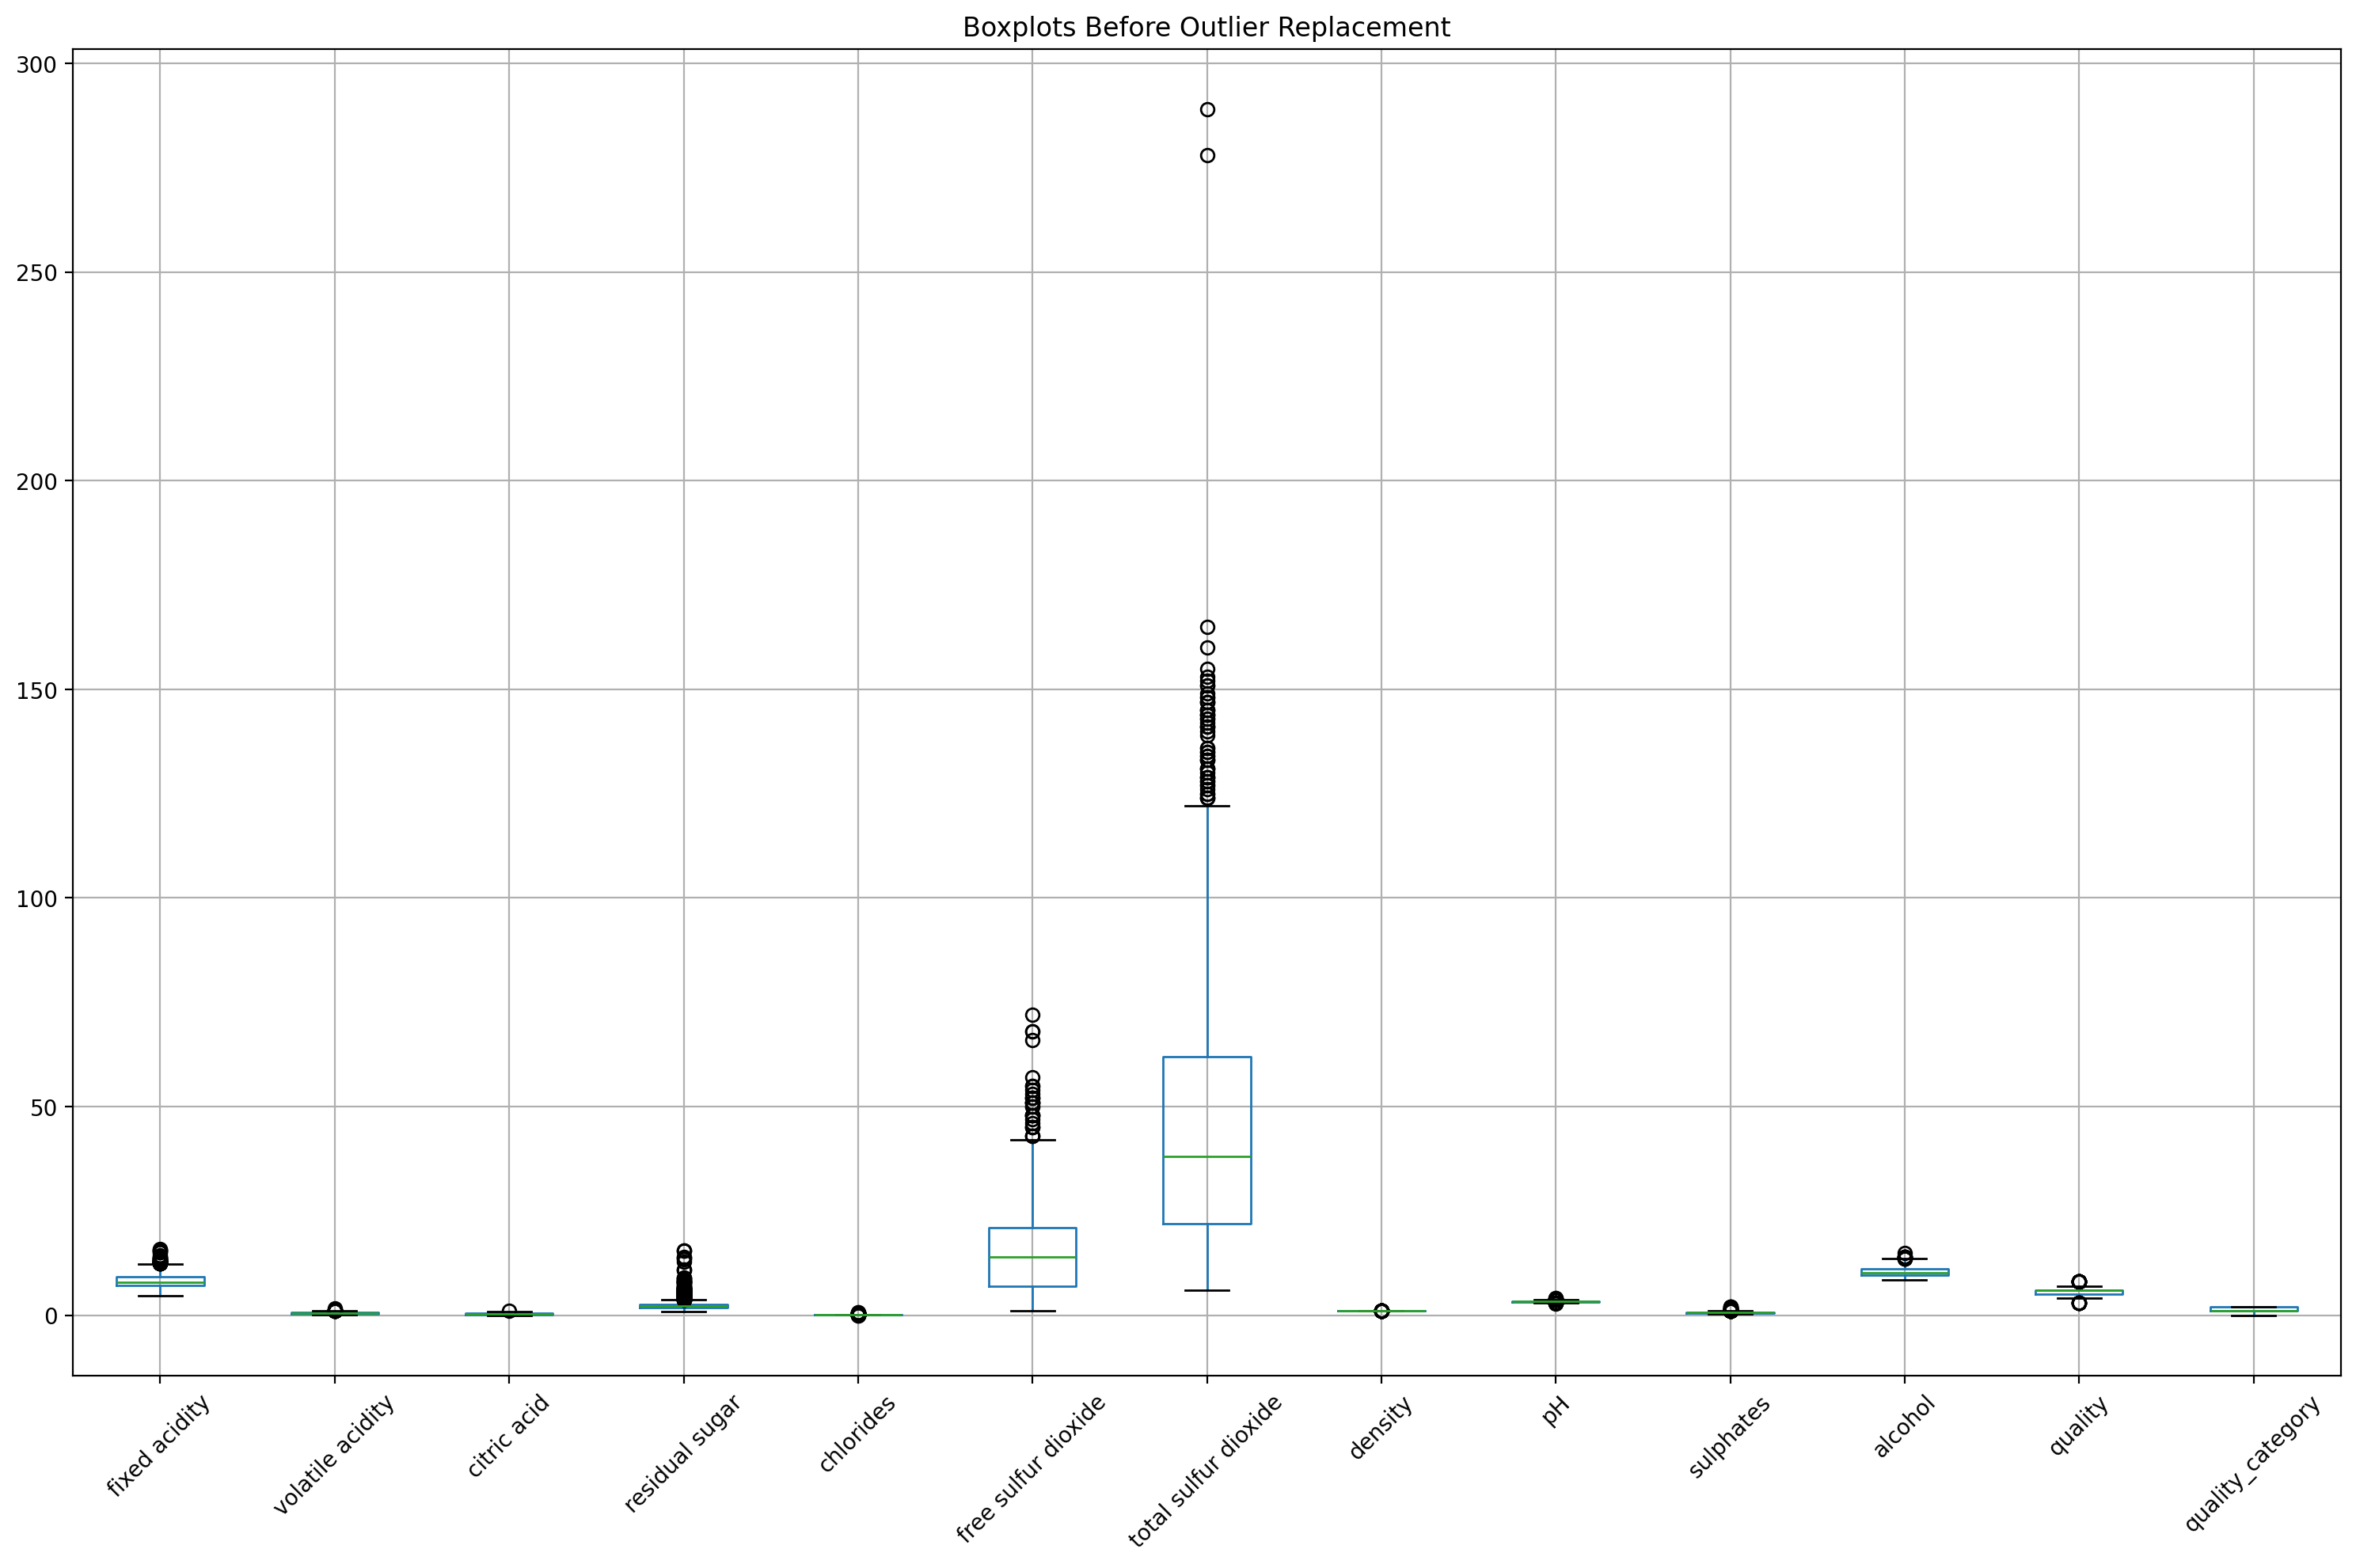 Boxplots Before Outlier Replacement
300
250
200
150
100
50
0
fixed acidity
volatile acidity
citric acid
residual sugar
chlorides
free sulfur dioxide
total sulfur dioxide
density
pH
sulphates
alcohol
quality
quality_category